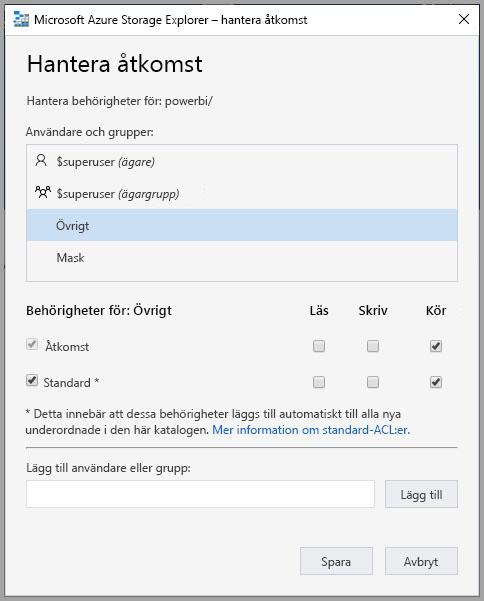 Microsoft Azure Storage Explorer – hantera åtkomst
Hantera åtkomst
Hantera behörigheter för: powerbi/
Användare och grupper:
$superuser (ägare)
$superuser (ägargrupp)
Övrigt
Mask
Behörigheter för: Övrigt Läs Skriv Kör
Åtkomst
Standard *
* Detta innebär att dessa behörigheter läggs till automatiskt till alla nya
underordnade i den här katalogen. Mer information om standard-ACL:er.
Lägg till användare eller grupp:
Lägg till
Spara Avbryt